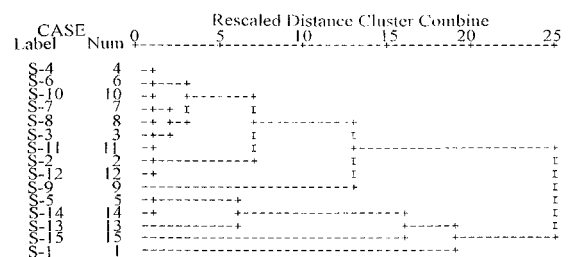 Rescaled Distance Cluster Combine
CASE 0 5 10 15 20 25
Label Num
S-4 4
S-6 6
S-10 10
S-7 7
S-8 8
S-3 3
S-11 11
S-2 2
S-12 12
S-9 9
S-5 5
S-14 14
S-13 13
S-15 15
S-1 1